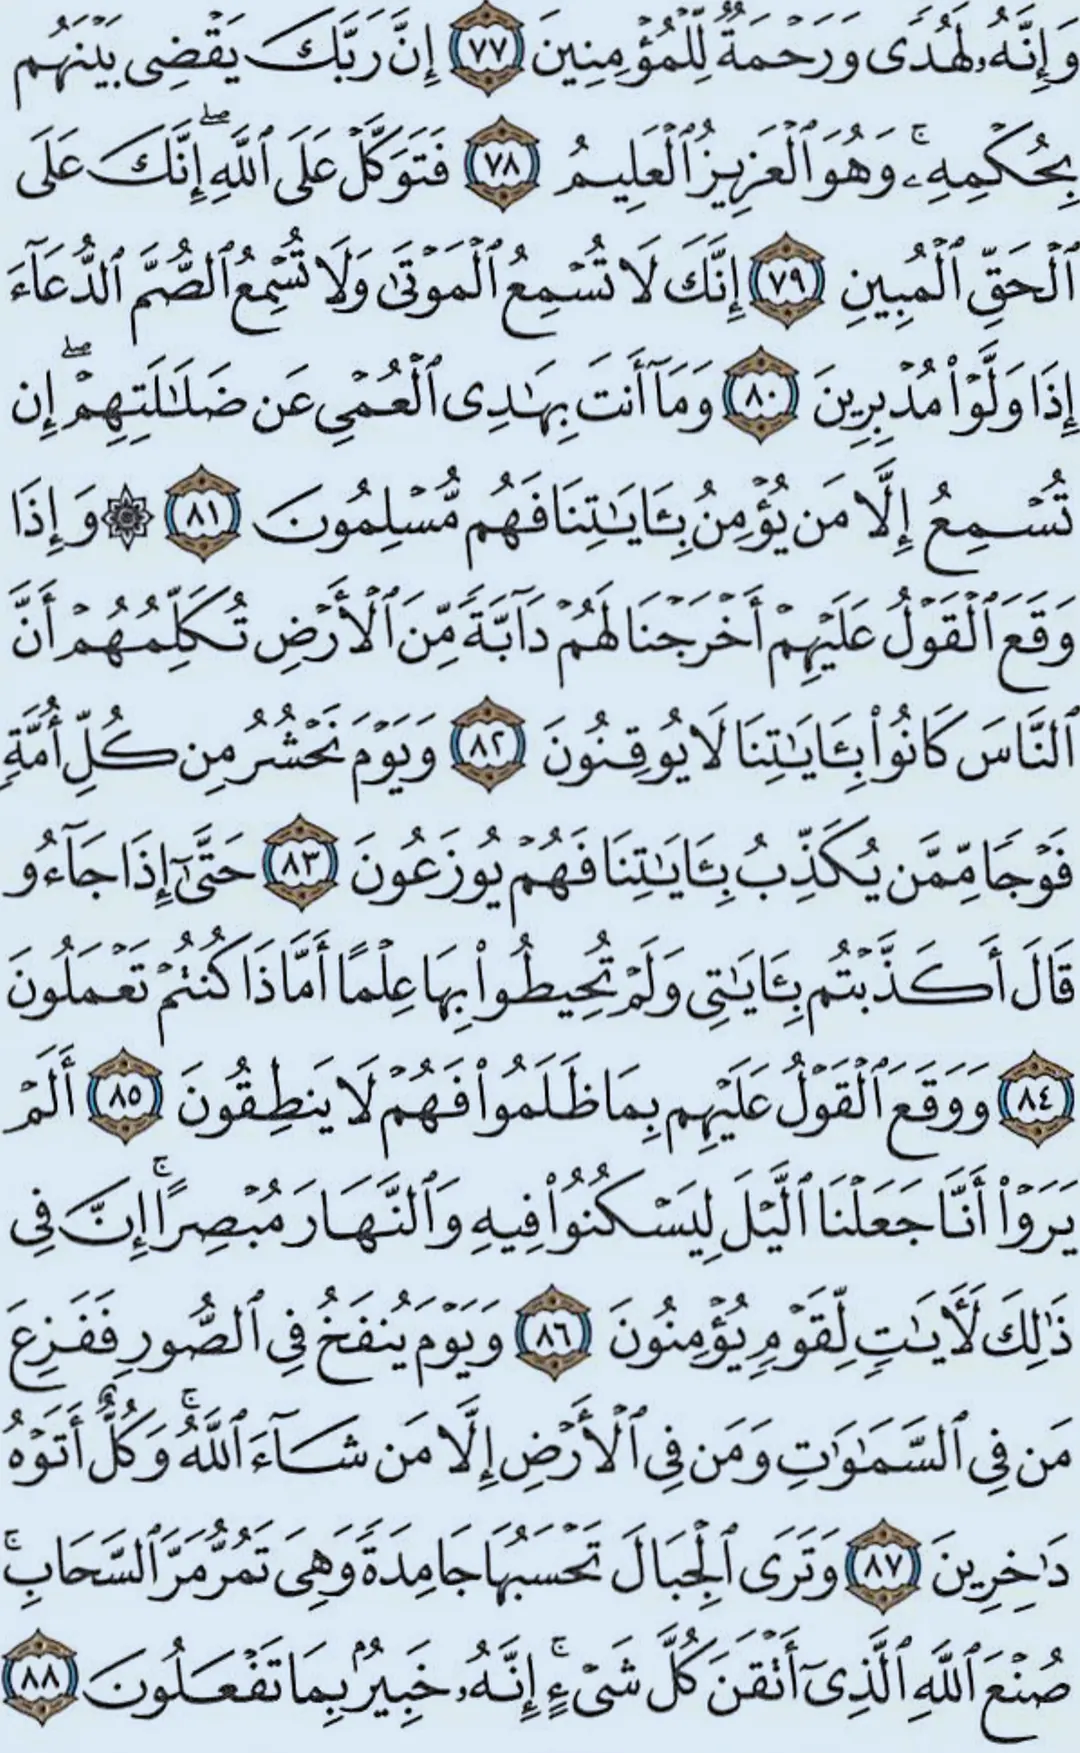 وَإِنَّهُۥ لَهُدًى وَرَحْمَةٌ لِّلْمُؤْمِنِينَ ٧٧ إِنَّ رَبَّكَ يَقْضِى بَيْنَهُم
بِحُكْمِهِۦ ۚ وَهُوَ ٱلْعَزِيزُ ٱلْعَلِيمُ ٧٨ فَتَوَكَّلْ عَلَى ٱللَّهِ ۖ إِنَّكَ عَلَى
ٱلْحَقِّ ٱلْمُبِينِ ٧٩ إِنَّكَ لَا تُسْمِعُ ٱلْمَوْتَىٰ وَلَا تُسْمِعُ ٱلصُّمَّ ٱلدُّعَآءَ
إِذَا وَلَّوْا۟ مُدْبِرِينَ ٨٠ وَمَآ أَنتَ بِهَـٰدِى ٱلْعُمْىِ عَن ضَلَـٰلَتِهِمْ ۖ إِن
تُسْمِعُ إِلَّا مَن يُؤْمِنُ بِـَٔايَـٰتِنَا فَهُم مُّسْلِمُونَ ٨١ ۞ وَإِذَا
وَقَعَ ٱلْقَوْلُ عَلَيْهِمْ أَخْرَجْنَا لَهُمْ دَآبَّةً مِّنَ ٱلْأَرْضِ تُكَلِّمُهُمْ أَنَّ
ٱلنَّاسَ كَانُوا۟ بِـَٔايَـٰتِنَا لَا يُوقِنُونَ ٨٢ وَيَوْمَ نَحْشُرُ مِن كُلِّ أُمَّةٍ
فَوْجًا مِّمَّن يُكَذِّبُ بِـَٔايَـٰتِنَا فَهُمْ يُوزَعُونَ ٨٣ حَتَّىٰٓ إِذَا جَآءُو
قَالَ أَكَذَّبْتُم بِـَٔايَـٰتِى وَلَمْ تُحِيطُوا۟ بِهَا عِلْمًا أَمَّاذَا كُنتُمْ تَعْمَلُونَ
٨٤ وَوَقَعَ ٱلْقَوْلُ عَلَيْهِم بِمَا ظَلَمُوا۟ فَهُمْ لَا يَنطِقُونَ ٨٥ أَلَمْ
يَرَوْا۟ أَنَّا جَعَلْنَا ٱلَّيْلَ لِيَسْكُنُوا۟ فِيهِ وَٱلنَّهَارَ مُبْصِرًا ۚ إِنَّ فِى
ذَٰلِكَ لَـَٔايَـٰتٍ لِّقَوْمٍ يُؤْمِنُونَ ٨٦ وَيَوْمَ يُنفَخُ فِى ٱلصُّورِ فَفَزِعَ
مَن فِى ٱلسَّمَـٰوَٰتِ وَمَن فِى ٱلْأَرْضِ إِلَّا مَن شَآءَ ٱللَّهُ ۚ وَكُلٌّ أَتَوْهُ
دَٰخِرِينَ ٨٧ وَتَرَى ٱلْجِبَالَ تَحْسَبُهَا جَامِدَةً وَهِىَ تَمُرُّ مَرَّ ٱلسَّحَابِ ۚ
صُنْعَ ٱللَّهِ ٱلَّذِىٓ أَتْقَنَ كُلَّ شَىْءٍ ۚ إِنَّهُۥ خَبِيرٌۢ بِمَا تَفْعَلُونَ ٨٨